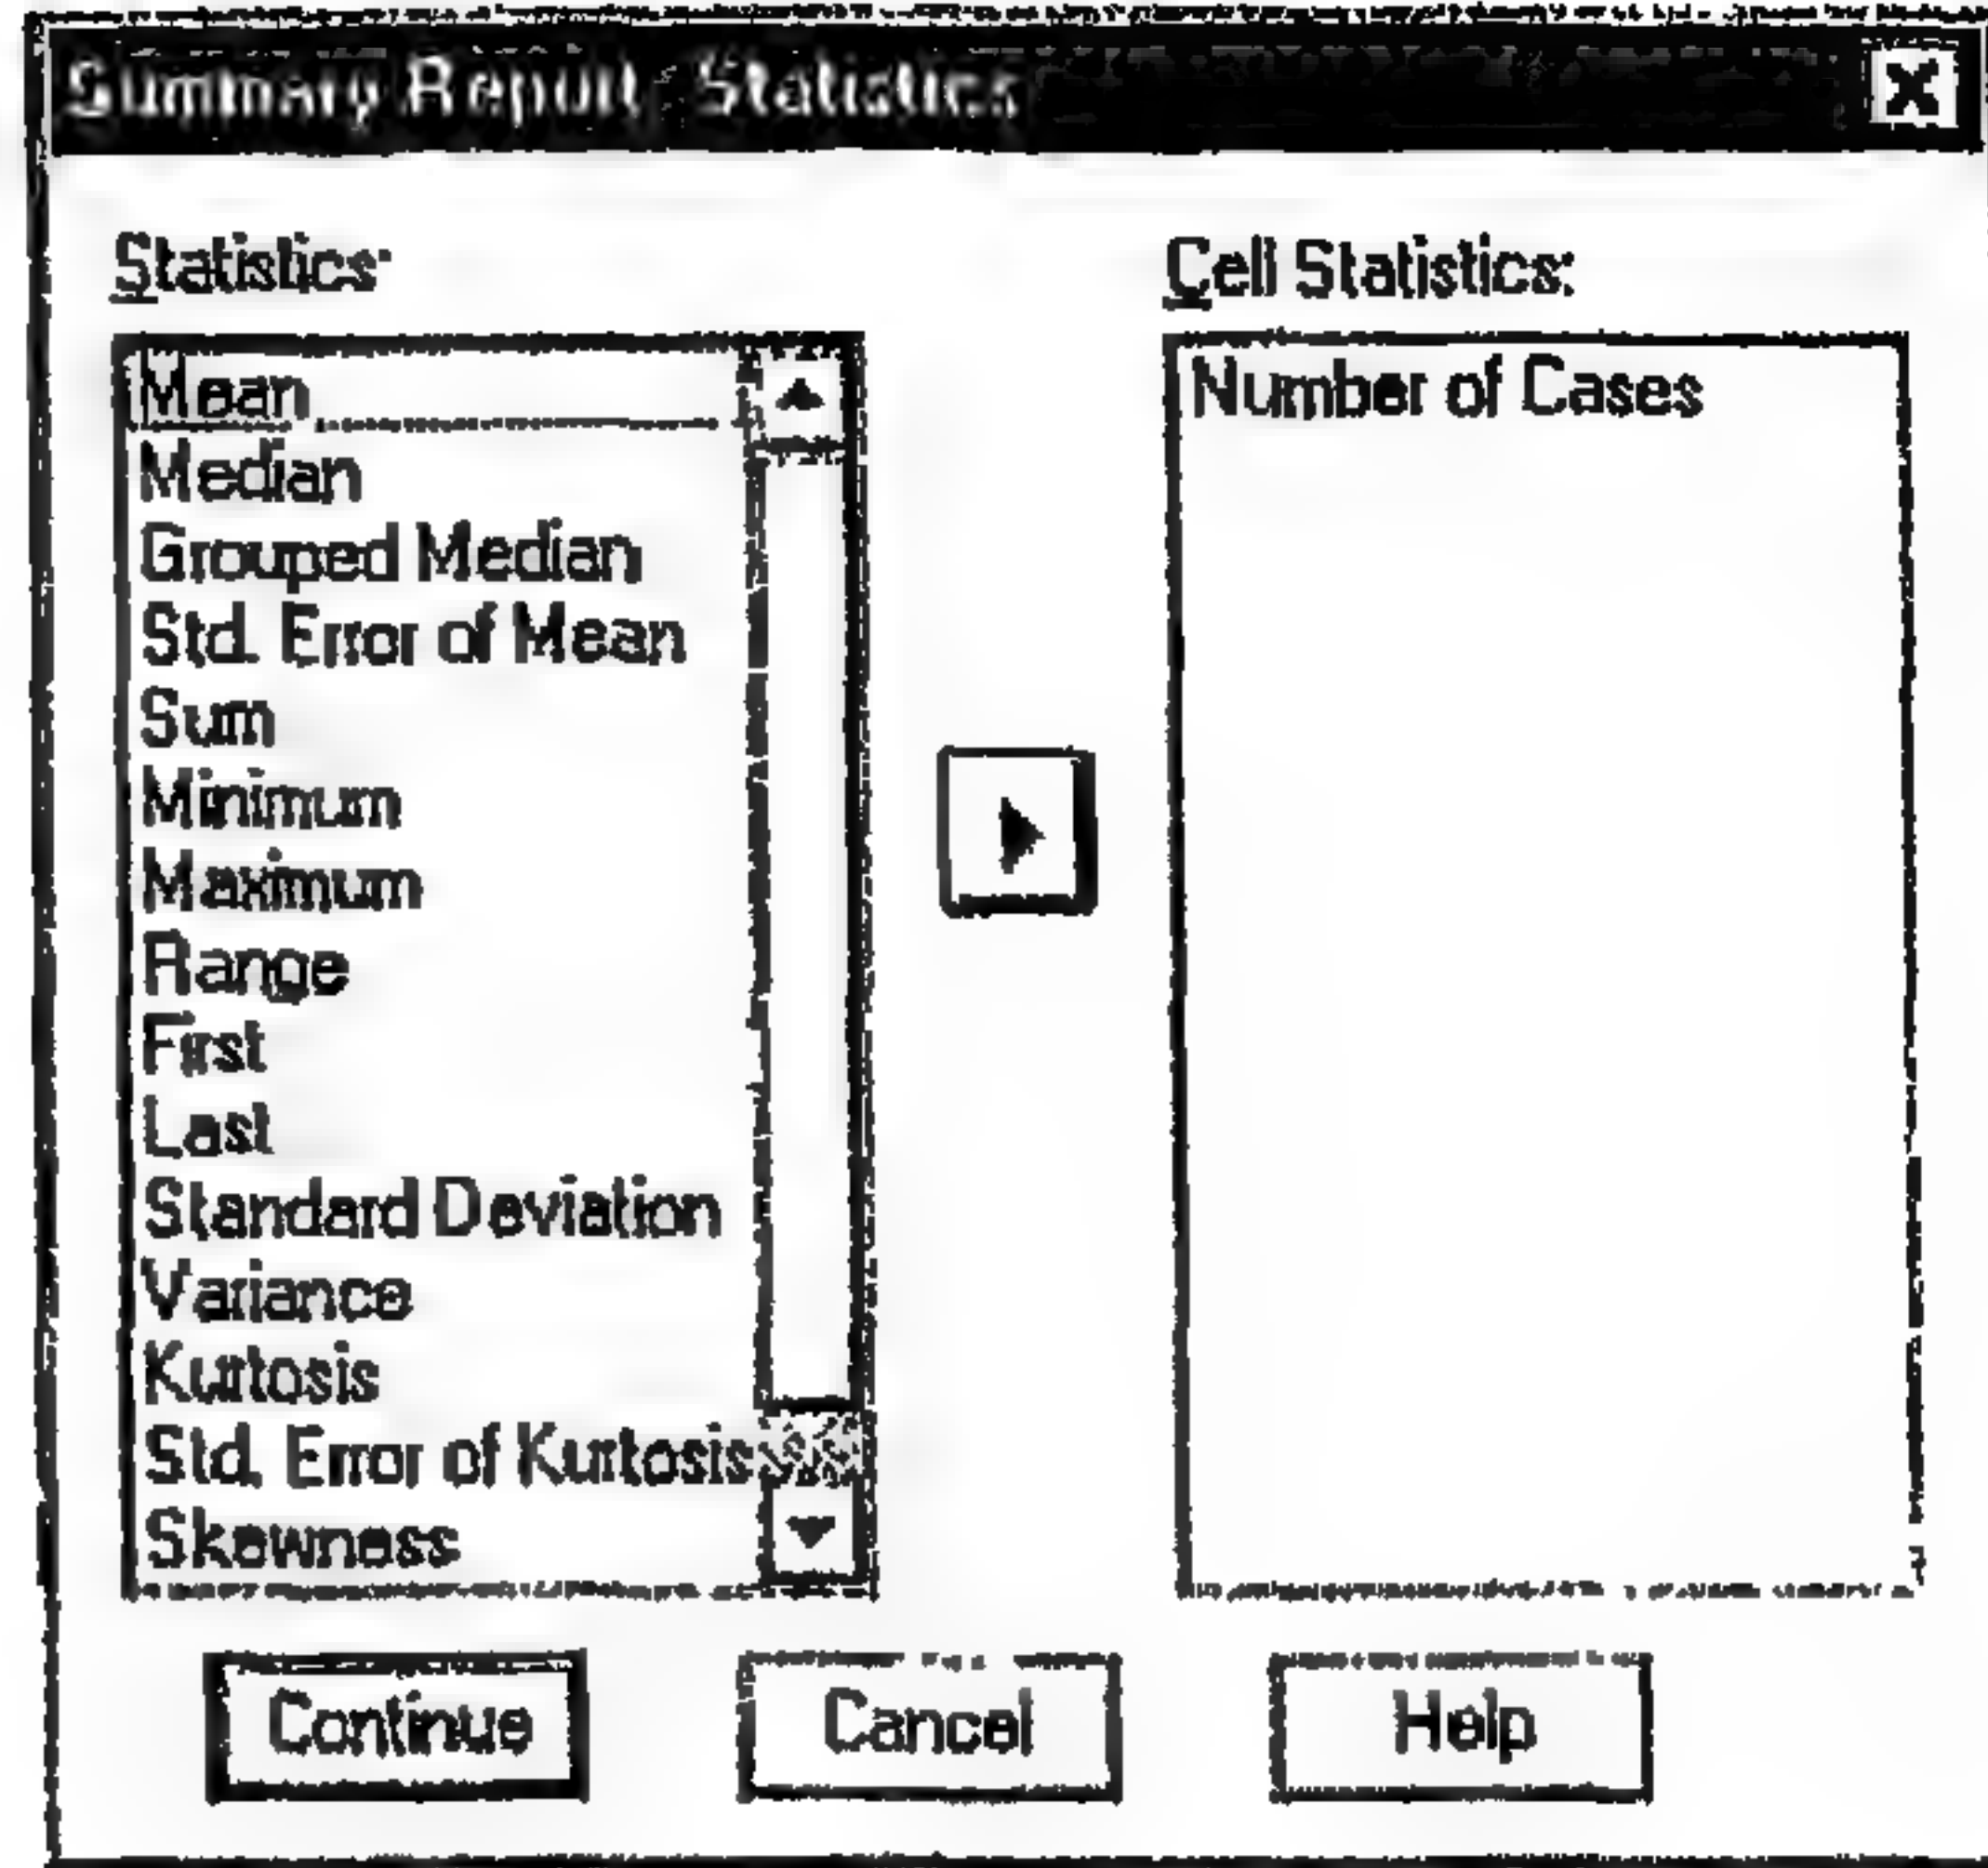 Summary Report: Statistics
Statistics:
Mean
Median
Grouped Median
Std. Error of Mean
Sum
Minimum
Maximum
Range
First
Last
Standard Deviation
Variance
Kurtosis
Std. Error of Kurtosis
Skewness
Cell Statistics:
Number of Cases
Continue
Cancel
Help